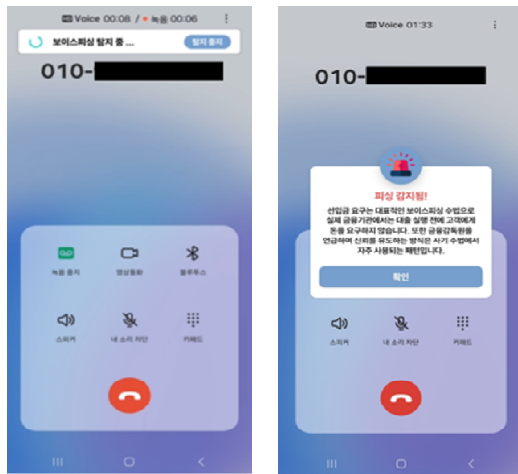 Voice 00:08 / • 녹음 00:06
보이스피싱 탐지 중 ...
탐지 중지
010-
녹음 중지
영상통화
블루투스
스피커
내 소리 차단
키패드
Voice 01:33
010-
피싱 감지됨!
선입금 요구는 대표적인 보이스피싱 수법으로
실제 금융기관에서는 대출 실행 전에 고객에게
돈을 요구하지 않습니다. 또한 금융감독원을
언급하며 신뢰를 유도하는 방식은 사기 수법에서
자주 사용되는 패턴입니다.
확인
스피커
내 소리 차단
키패드